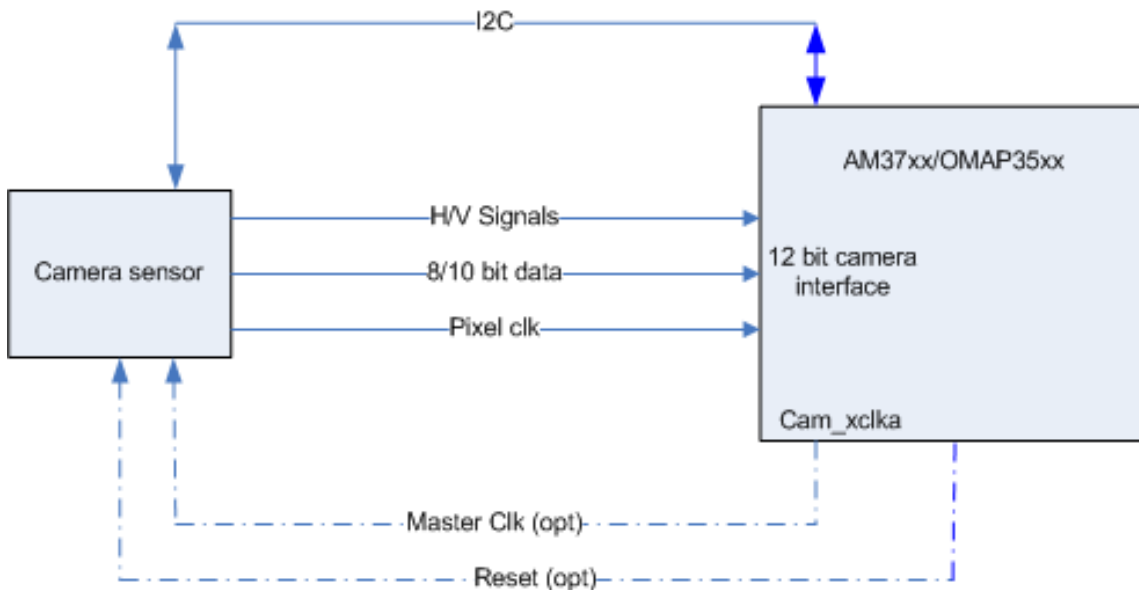 I2C
AM37xx/OMAP35xx
H/V Signals
Camera sensor
8/10 bit data
12 bit camera
interface
Pixel clk
Cam_xclka
Master Clk (opt)
Reset (opt)